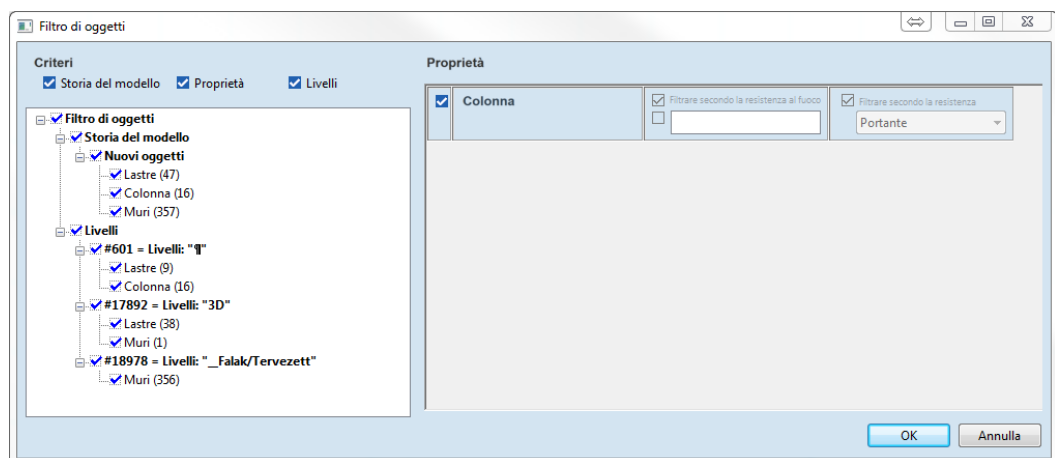 Filtro di oggetti
Criteri
Storia del modello Proprietà Livelli
Filtro di oggetti
Storia del modello
Nuovi oggetti
Lastre (47)
Colonna (16)
Muri (357)
Livelli
#601 = Livelli: "¶"
Lastre (9)
Colonna (16)
#17892 = Livelli: "3D"
Lastre (38)
Muri (1)
#18978 = Livelli: "__Falak/Tervezett"
Muri (356)
Proprietà
Colonna
Filtrare secondo la resistenza al fuoco
Filtrare secondo la resistenza
Portante
OK Annulla